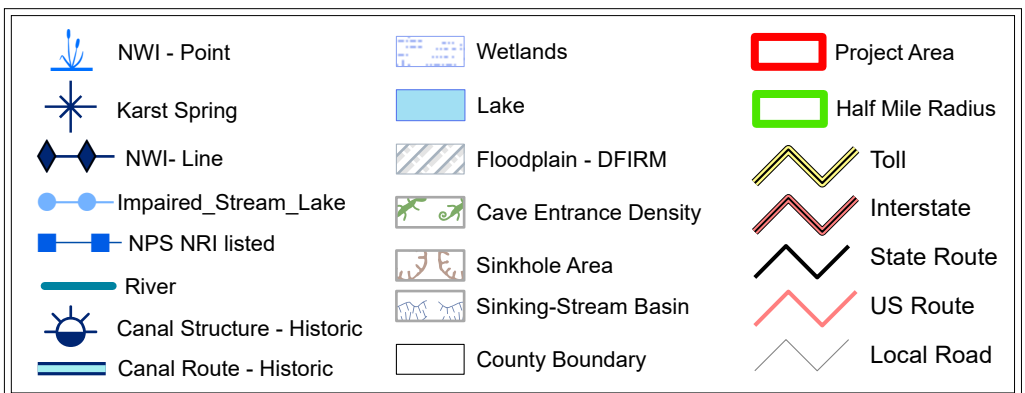 NWI - Point
Karst Spring
NWI- Line
Impaired_Stream_Lake
NPS NRI listed
River
Canal Structure - Historic
Canal Route - Historic
Wetlands
Lake
Floodplain - DFIRM
Cave Entrance Density
Sinkhole Area
Sinking-Stream Basin
County Boundary
Project Area
Half Mile Radius
Toll
Interstate
State Route
US Route
Local Road